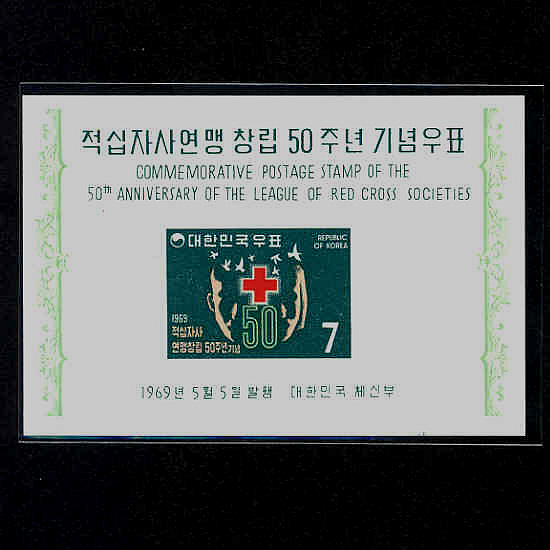 적십자사연맹 창립 50주년 기념우표
COMMEMORATIVE POSTAGE STAMP OF THE
50th ANNIVERSARY OF THE LEAGUE OF RED CROSS SOCIETIES
대한민국우표
REPUBLIC
OF KOREA
1969
적십자사
연맹창립 50주년기념
50
7
1969년 5월 5일 발행 대한민국 체신부